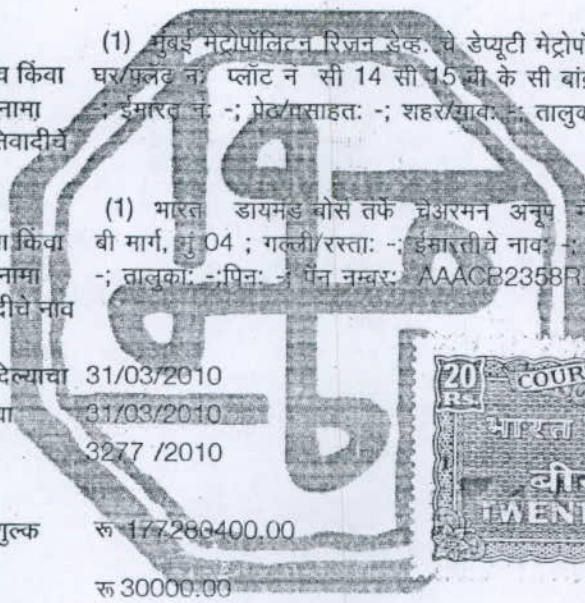 (1) मुंबई मेट्रोपॉलिटन रिजन डेव्ह. चे डेप्युटी मेट्रोपो
व किंवा घर/फ्लॅट नं: प्लॉट नं सी 14 सी 15 बी के सी बां
नामा -; ईमारत नं: -; पेठ/वसाहत: -; शहर/गाव: -; तालुक
तिवादीचे
(1) भारत डायमंड बोर्स तर्फे चेअरमन अनूप
ा किंवा बी मार्ग, मुं 04 ; गल्ली/रस्ता: -; ईमारतीचे नाव: -;
नामा -; तालुका: -;पिन: -; पॅन नम्बर: AAACB2358R
दीचे नाव
देल्याचा 31/03/2010
या 31/03/2010
3277 /2010
गुल्क रू 177280400.00
रू 30000.00
20 Rs. COUR
भारत
बी
TWEN